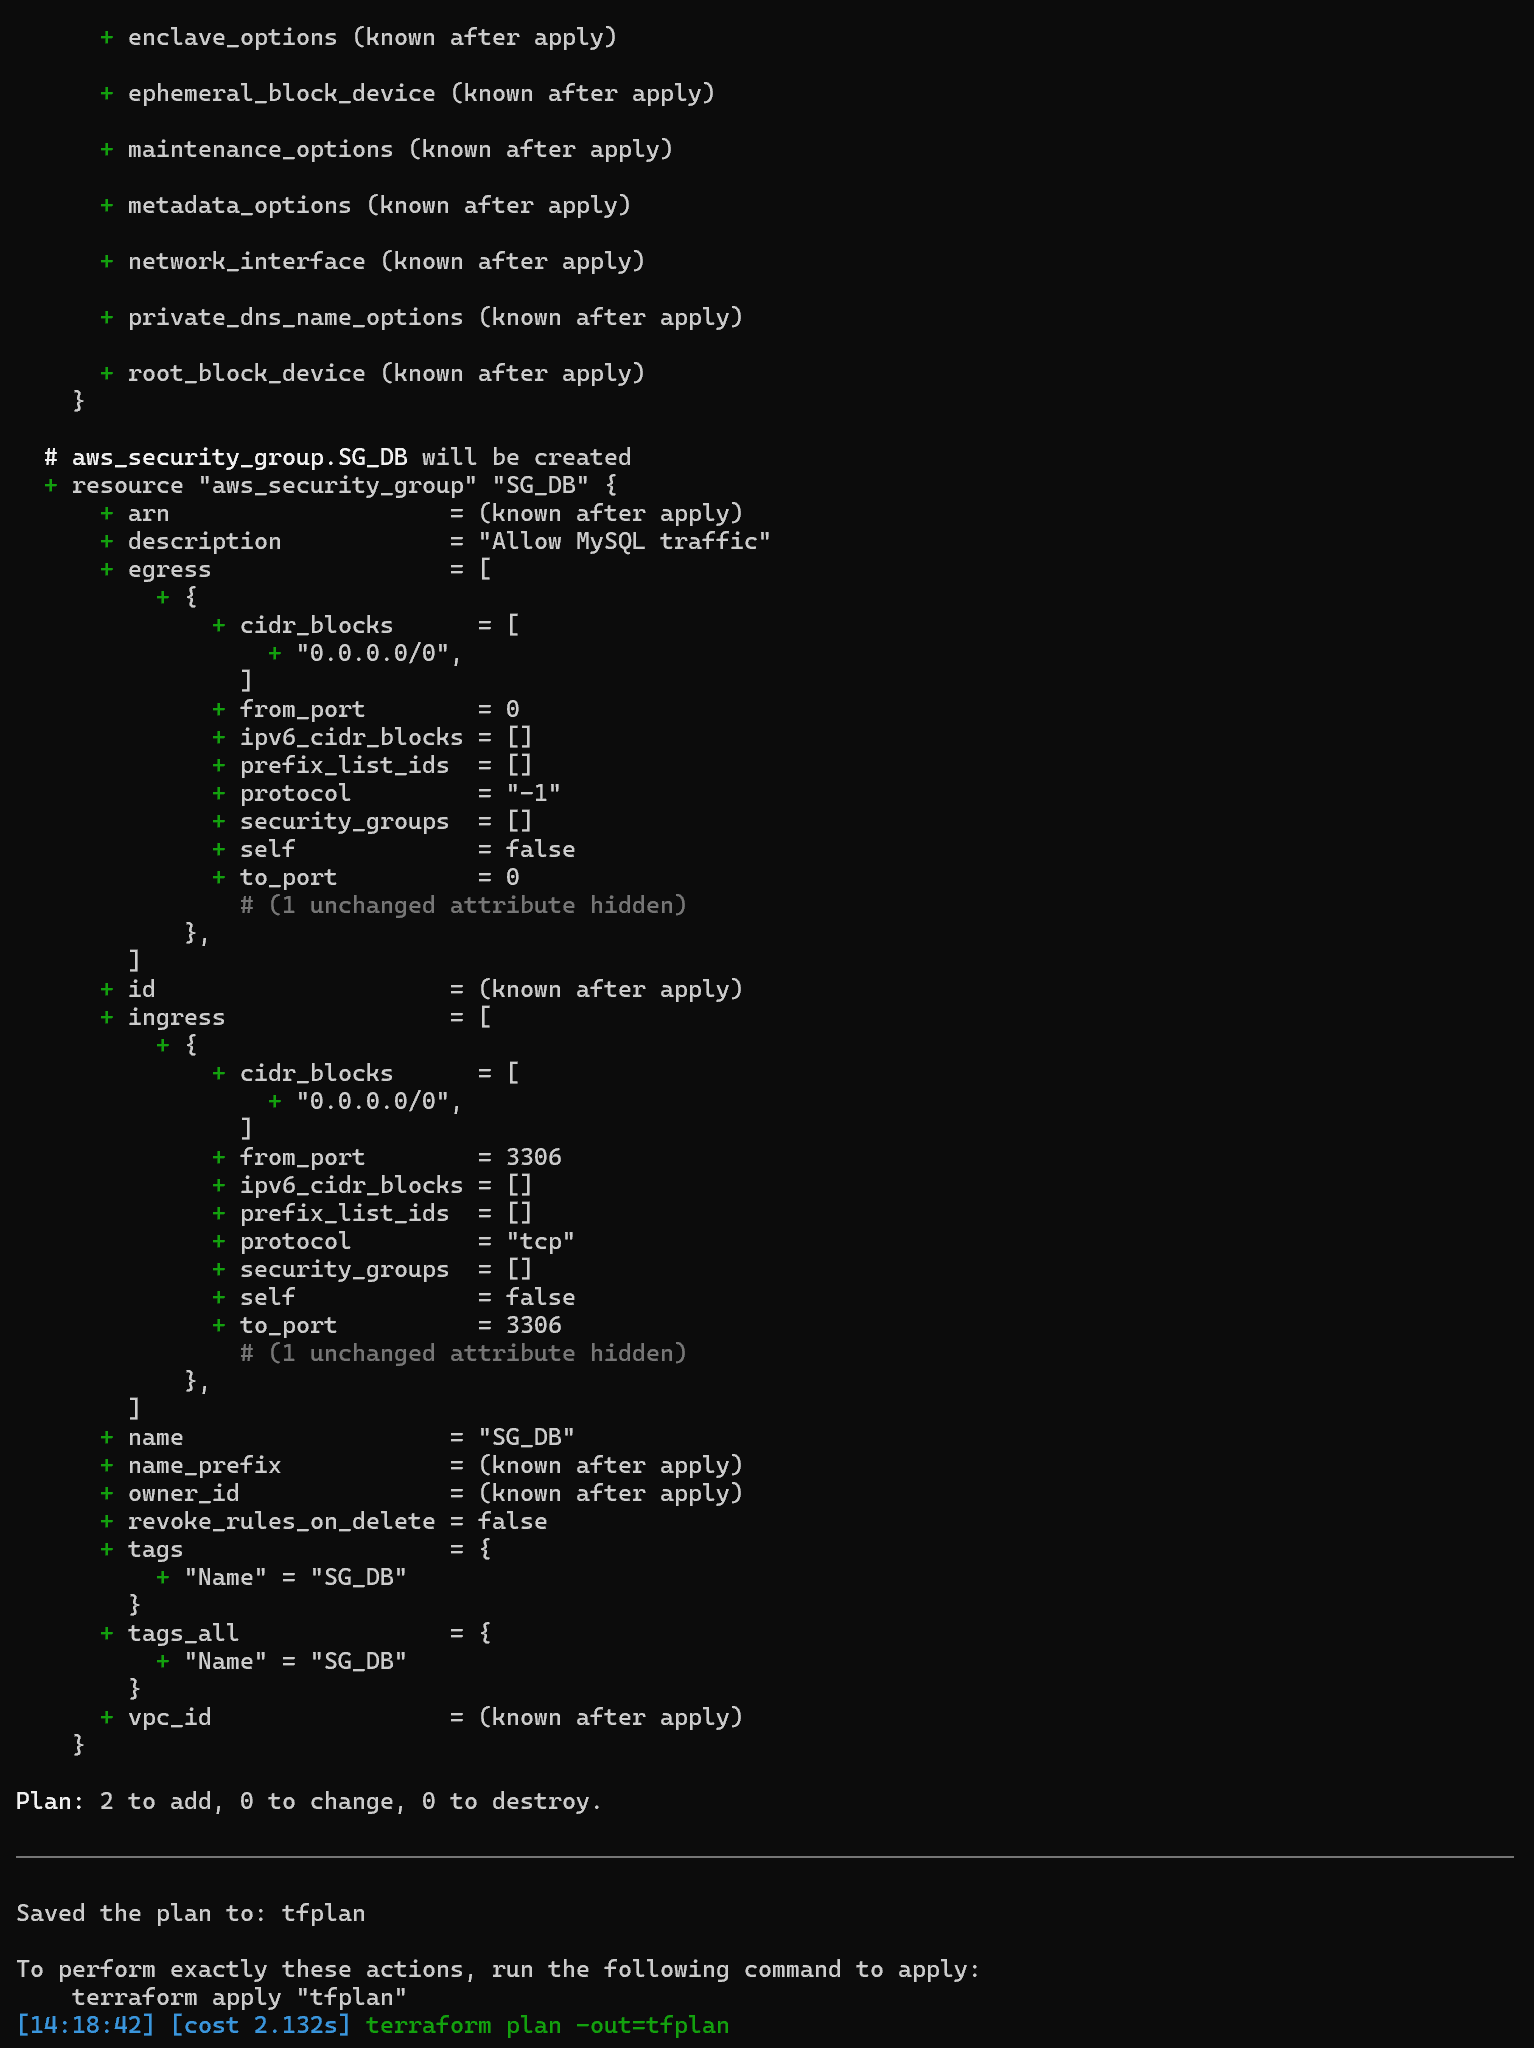 + enclave_options (known after apply)
+ ephemeral_block_device (known after apply)
+ maintenance_options (known after apply)
+ metadata_options (known after apply)
+ network_interface (known after apply)
+ private_dns_name_options (known after apply)
+ root_block_device (known after apply)
}
# aws_security_group.SG_DB will be created
+ resource "aws_security_group" "SG_DB" {
+ arn = (known after apply)
+ description = "Allow MySQL traffic"
+ egress = [
+ {
+ cidr_blocks = [
+ "0.0.0.0/0",
]
+ from_port = 0
+ ipv6_cidr_blocks = []
+ prefix_list_ids = []
+ protocol = "-1"
+ security_groups = []
+ self = false
+ to_port = 0
# (1 unchanged attribute hidden)
},
]
+ id = (known after apply)
+ ingress = [
+ {
+ cidr_blocks = [
+ "0.0.0.0/0",
]
+ from_port = 3306
+ ipv6_cidr_blocks = []
+ prefix_list_ids = []
+ protocol = "tcp"
+ security_groups = []
+ self = false
+ to_port = 3306
# (1 unchanged attribute hidden)
},
]
+ name = "SG_DB"
+ name_prefix = (known after apply)
+ owner_id = (known after apply)
+ revoke_rules_on_delete = false
+ tags = {
+ "Name" = "SG_DB"
}
+ tags_all = {
+ "Name" = "SG_DB"
}
+ vpc_id = (known after apply)
}
Plan: 2 to add, 0 to change, 0 to destroy.
Saved the plan to: tfplan
To perform exactly these actions, run the following command to apply:
terraform apply "tfplan"
[14:18:42] [cost 2.132s] terraform plan -out=tfplan